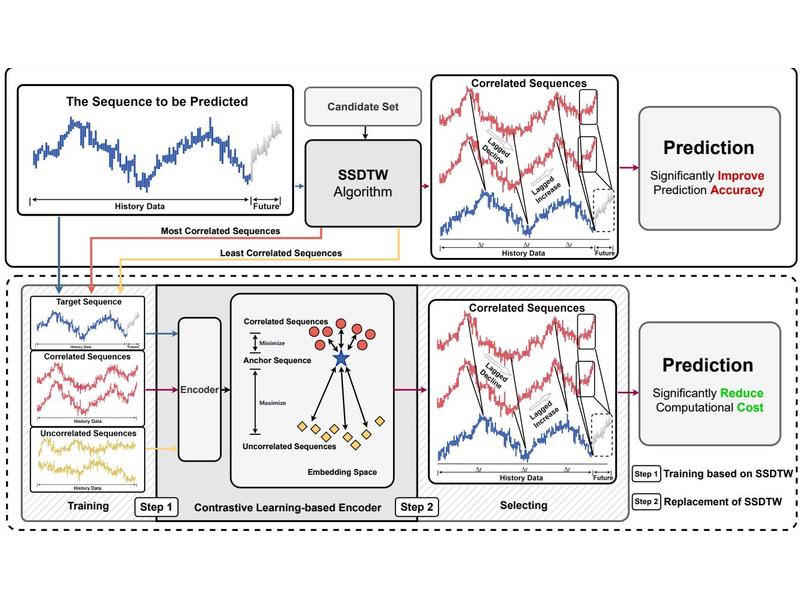 The Sequence to be Predicted
History Data
Future
Candidate Set
SSDTW
Algorithm
Correlated Sequences
Lagged
Decline
Lagged
Increase
Δt
Δt
Δt
History Data
Future
Prediction
Significantly Improve
Prediction Accuracy
Most Correlated Sequences
Least Correlated Sequences
Target Sequence
History Data
Future
Correlated Sequences
History Data
Uncorrelated Sequences
History Data
Training
Step 1
Encoder
Correlated Sequences
Minimize
Anchor Sequence
Maximize
Uncorrelated Sequences
Embedding Space
Contrastive Learning-based Encoder
Step 2
Correlated Sequences
Lagged
Decline
Lagged
Increase
Δt
Δt
Δt
History Data
Future
Selecting
Prediction
Significantly Reduce
Computational Cost
Step 1 Training based on SSDTW
Step 2 Replacement of SSDTW